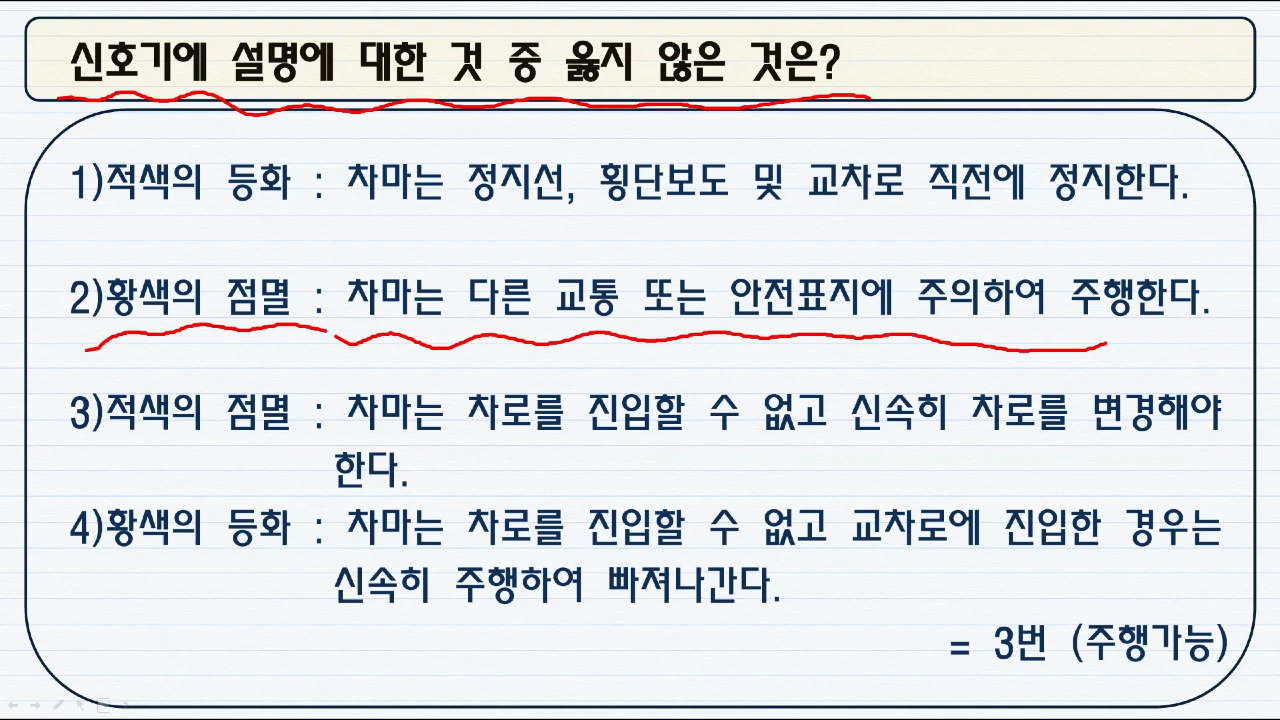 신호기에 설명에 대한 것 중 옳지 않은 것은?
1)적색의 등화 : 차마는 정지선, 횡단보도 및 교차로 직전에 정지한다.
2)황색의 점멸 : 차마는 다른 교통 또는 안전표지에 주의하여 주행한다.
3)적색의 점멸 : 차마는 차로를 진입할 수 없고 신속히 차로를 변경해야
한다.
4)황색의 등화 : 차마는 차로를 진입할 수 없고 교차로에 진입한 경우는
신속히 주행하여 빠져나간다.
= 3번 (주행가능)